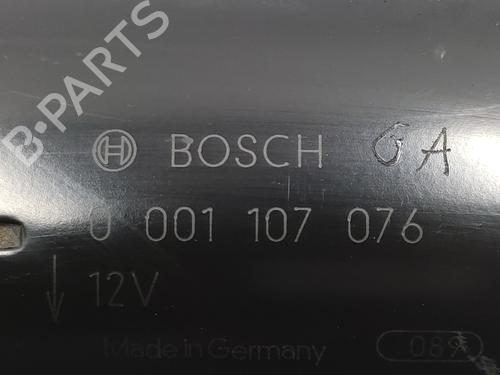 B-PARTS
BOSCH GA
0 001 107 076
12V
Made in Germany
089